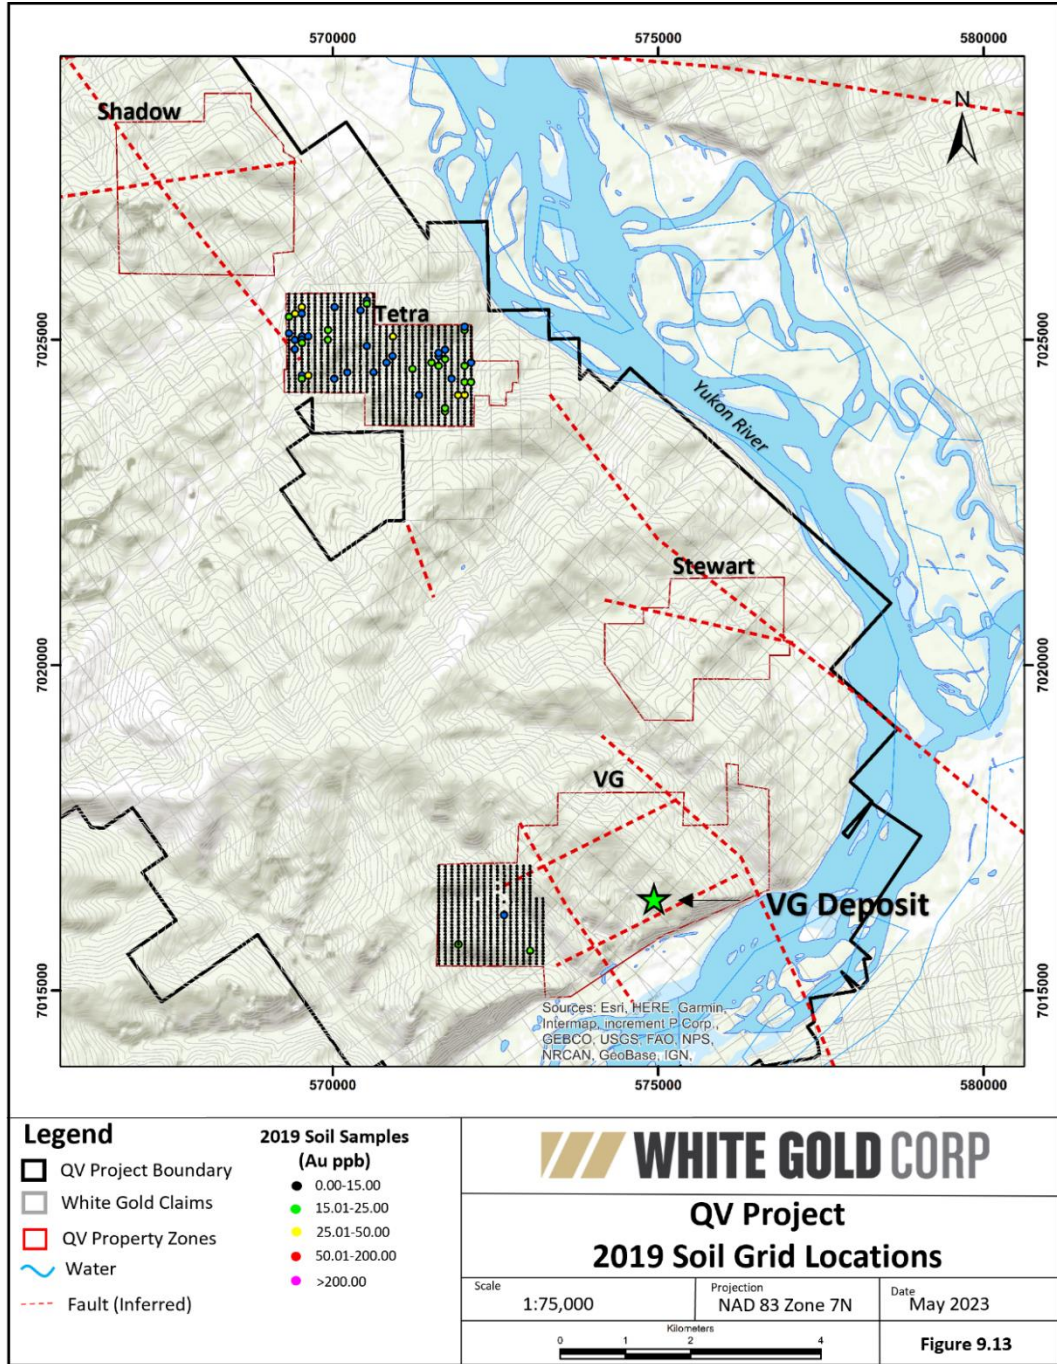 570000
575000
580000
Shadow
N
Tetra
7025000
7025000
Yukon River
Stewart
7020000
7020000
VG
VG Deposit
7015000
7015000
Sources: Esri, HERE, Garmin,
Intermap, increment P Corp.,
GEBCO, USGS, FAO, NPS,
NRCAN, GeoBase, IGN,
570000
575000
580000
Legend
QV Project Boundary
White Gold Claims
QV Property Zones
Water
Fault (Inferred)
2019 Soil Samples
(Au ppb)
0.00-15.00
15.01-25.00
25.01-50.00
50.01-200.00
>200.00
WHITE GOLD CORP
QV Project
2019 Soil Grid Locations
Scale
1:75,000
Projection
NAD 83 Zone 7N
Date
May 2023
Kilometers
0 1 2 4
Figure 9.13